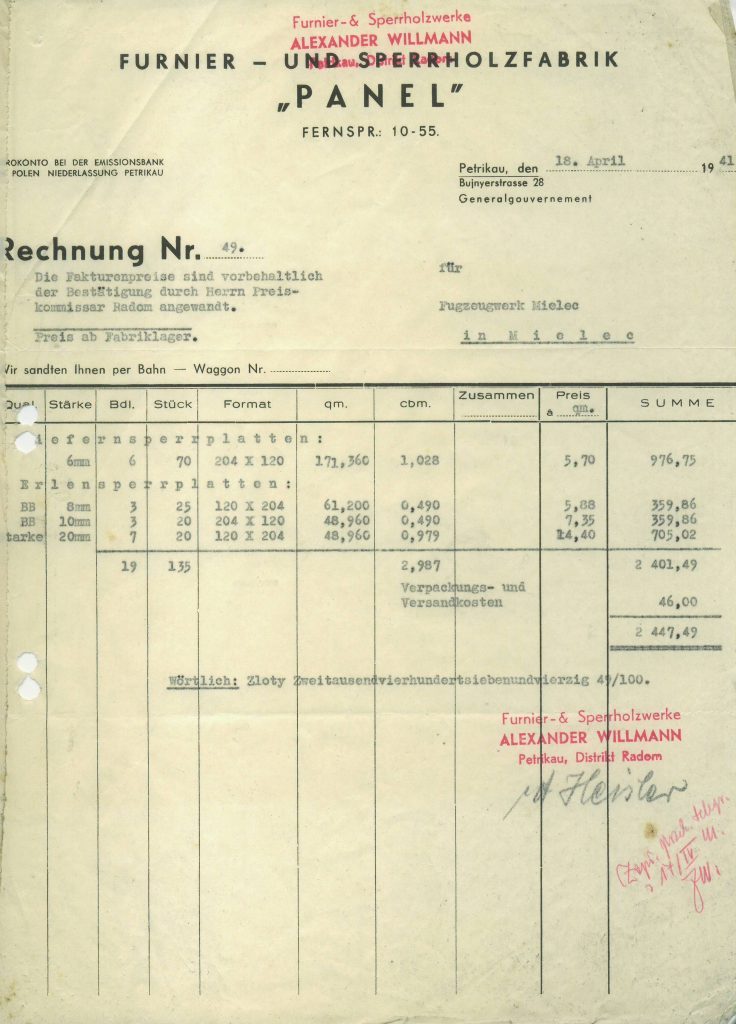 Furnier- & Sperrholzwerke
ALEXANDER WILLMANN
Petrikau, Distrikt Radom
FURNIER – UND SPERRHOLZFABRIK
„PANEL”
FERNSPR.: 10-55.
ROKONTO BEI DER EMISSIONSBANK
POLEN NIEDERLASSUNG PETRIKAU
Petrikau, den 18. April 1941
Bujnyerstrasse 28
Generalgouvernement
Rechnung Nr. 49.
für
Die Fakturenpreise sind vorbehaltlich
der Bestätigung durch Herrn Preis-
kommissar Radom angewandt.
Fugzeugwerk Mielec
Preis ab Fabriklager.
in Mielec
Wir sandten Ihnen per Bahn — Waggon Nr.
Qual. Stärke Bdl. Stück Format qm. cbm. Zusammen Preis a qm. SUMME
iefernsperrplatten:
6mm 6 70 204 X 120 171,360 1,028 5,70 976,75
Erlensperrplatten:
BB 8mm 3 25 120 X 204 61,200 0,490 5,88 359,86
BB 10mm 3 20 204 X 120 48,960 0,490 7,35 359,86
tarke 20mm 7 20 120 X 204 48,960 0,979 14,40 705,02
19 135 2,987 2 401,49
Verpackungs- und
Versandkosten 46,00
2 447,49
Wörtlich: Zloty Zweitausendvierhundertsiebenundvierzig 49/100.
Furnier- & Sperrholzwerke
ALEXANDER WILLMANN
Petrikau, Distrikt Radom
Heisler